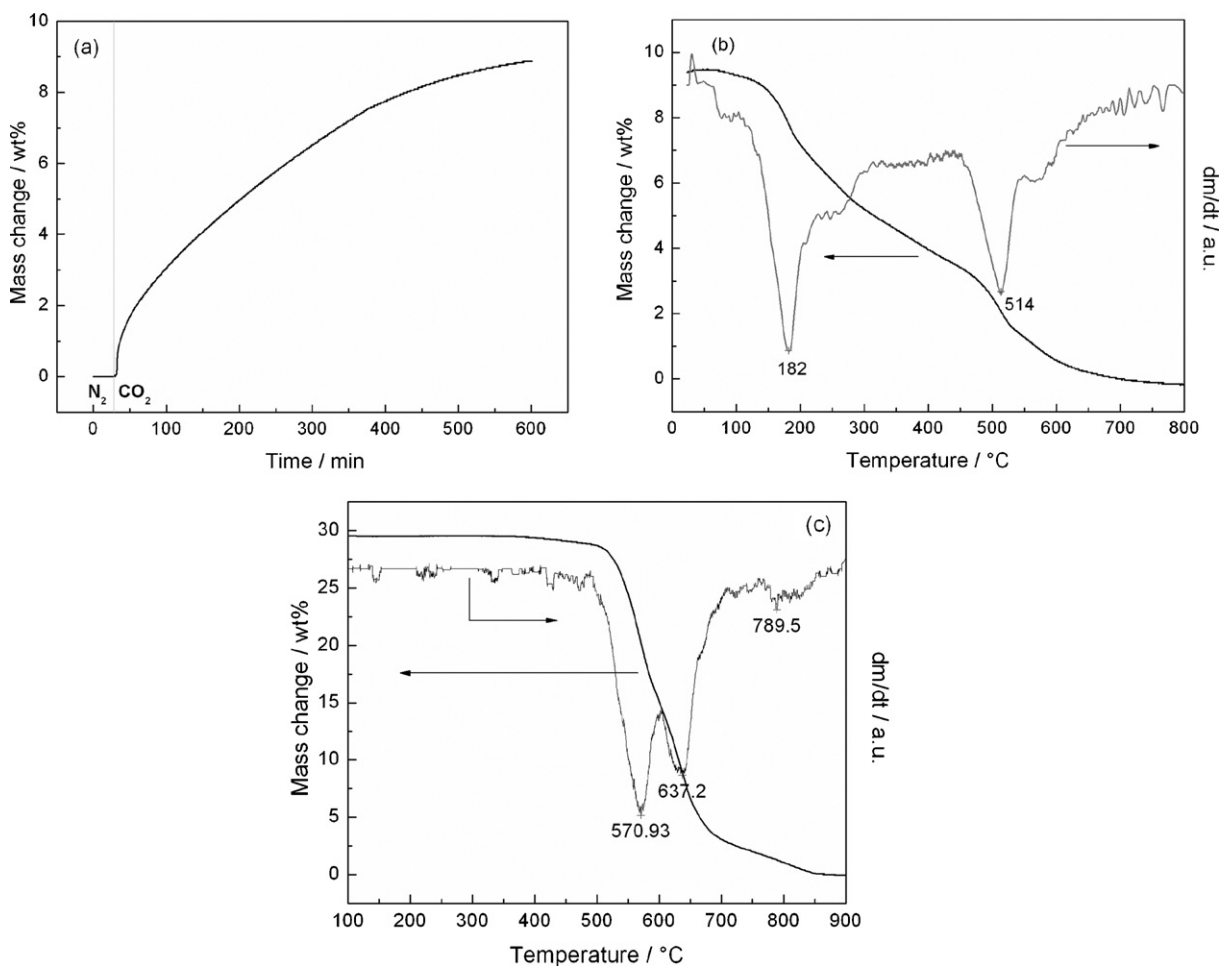 (a)
10
8
6
4
2
0
Mass change / wt%
N₂ CO₂
0 100 200 300 400 500 600
Time / min
(b)
10
8
6
4
2
0
Mass change / wt%
182
514
dm/dt / a.u.
0 100 200 300 400 500 600 700 800
Temperature / °C
(c)
30
25
20
15
10
5
0
Mass change / wt%
789.5
637.2
570.93
dm/dt / a.u.
100 200 300 400 500 600 700 800 900
Temperature / °C